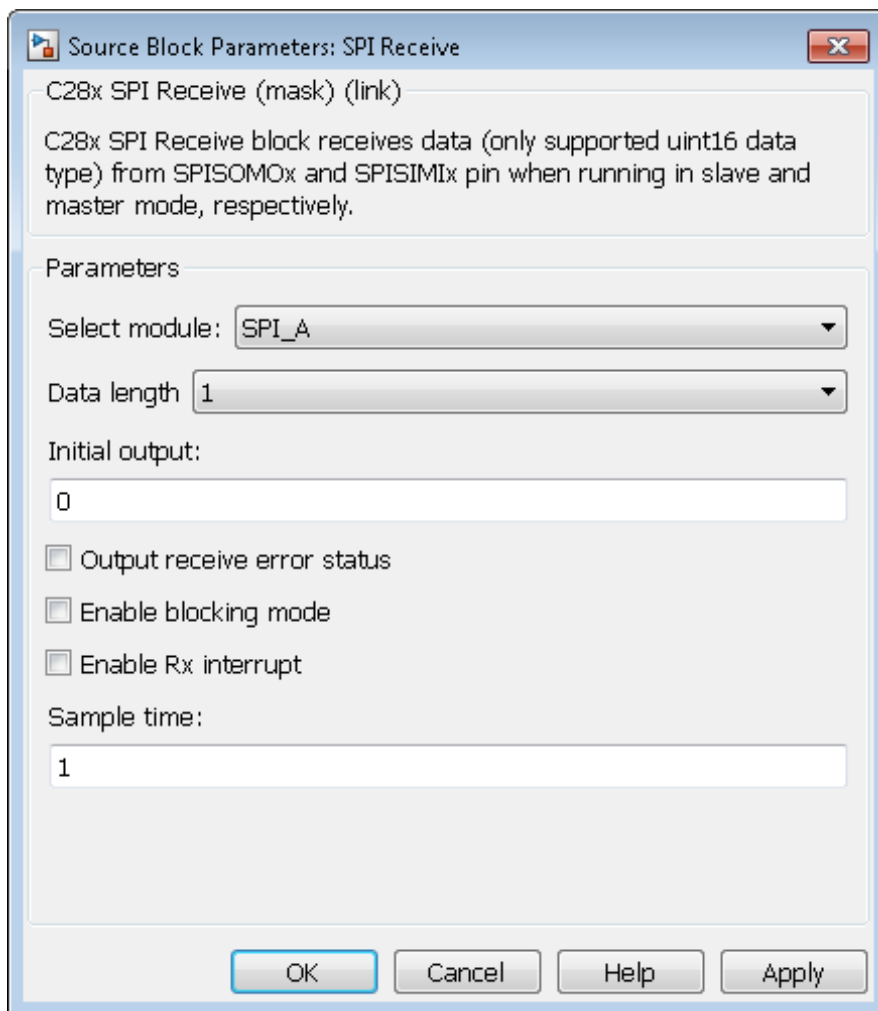 Source Block Parameters: SPI Receive
C28x SPI Receive (mask) (link)
C28x SPI Receive block receives data (only supported uint16 data
type) from SPISOMOx and SPISIMIx pin when running in slave and
master mode, respectively.
Parameters
Select module: SPI_A
Data length 1
Initial output:
0
Output receive error status
Enable blocking mode
Enable Rx interrupt
Sample time:
1
OK Cancel Help Apply